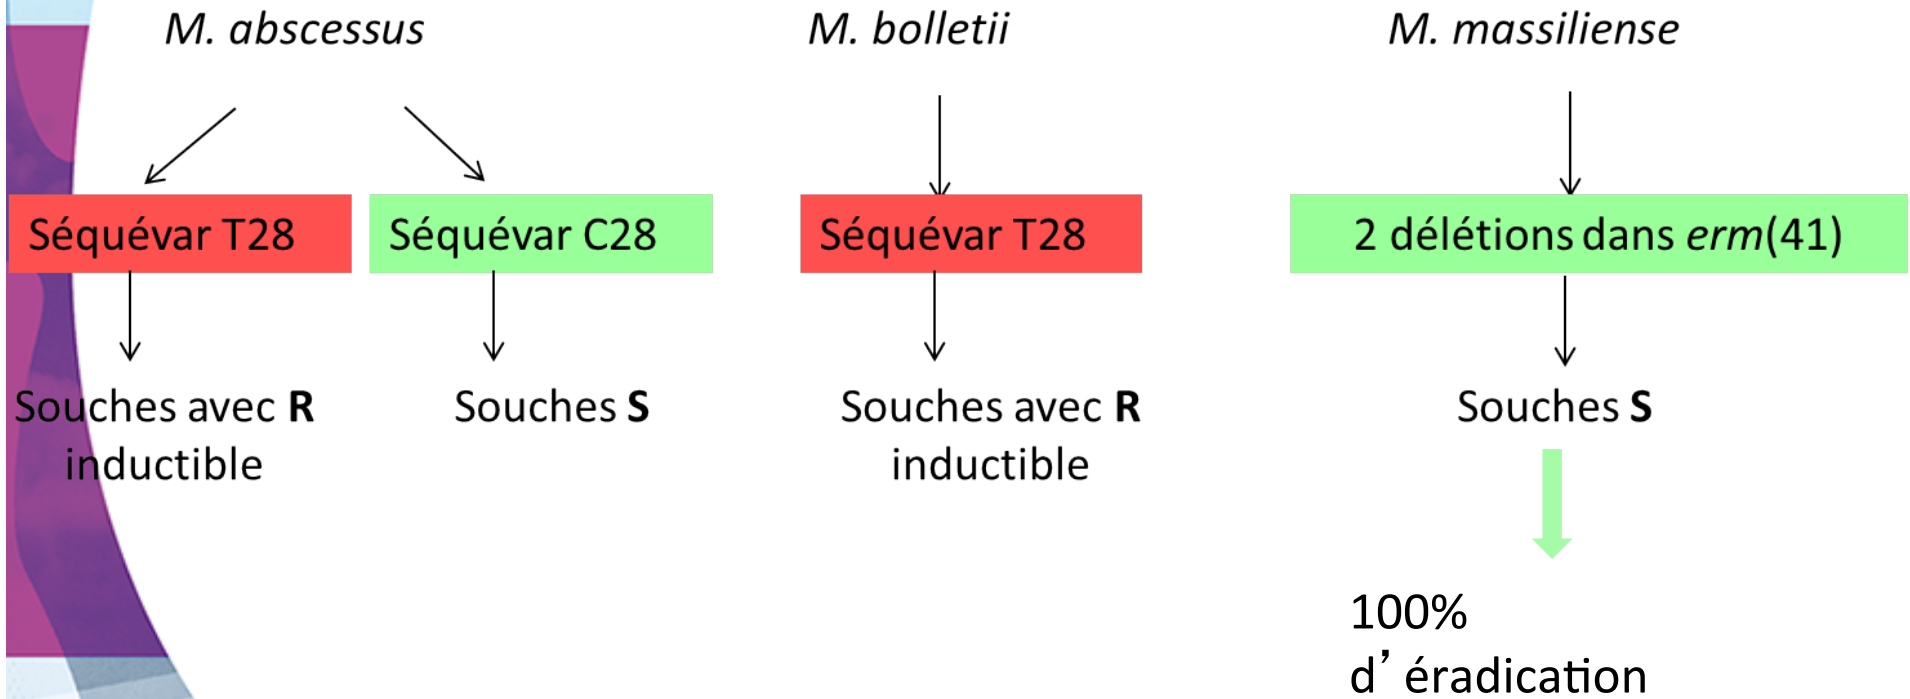 M. abscessus
M. bolletii
M. massiliense
Séquévar T28
Séquévar C28
Séquévar T28
2 délétions dans erm(41)
Souches avec R
inductible
Souches S
Souches avec R
inductible
Souches S
100%
d’ éradication